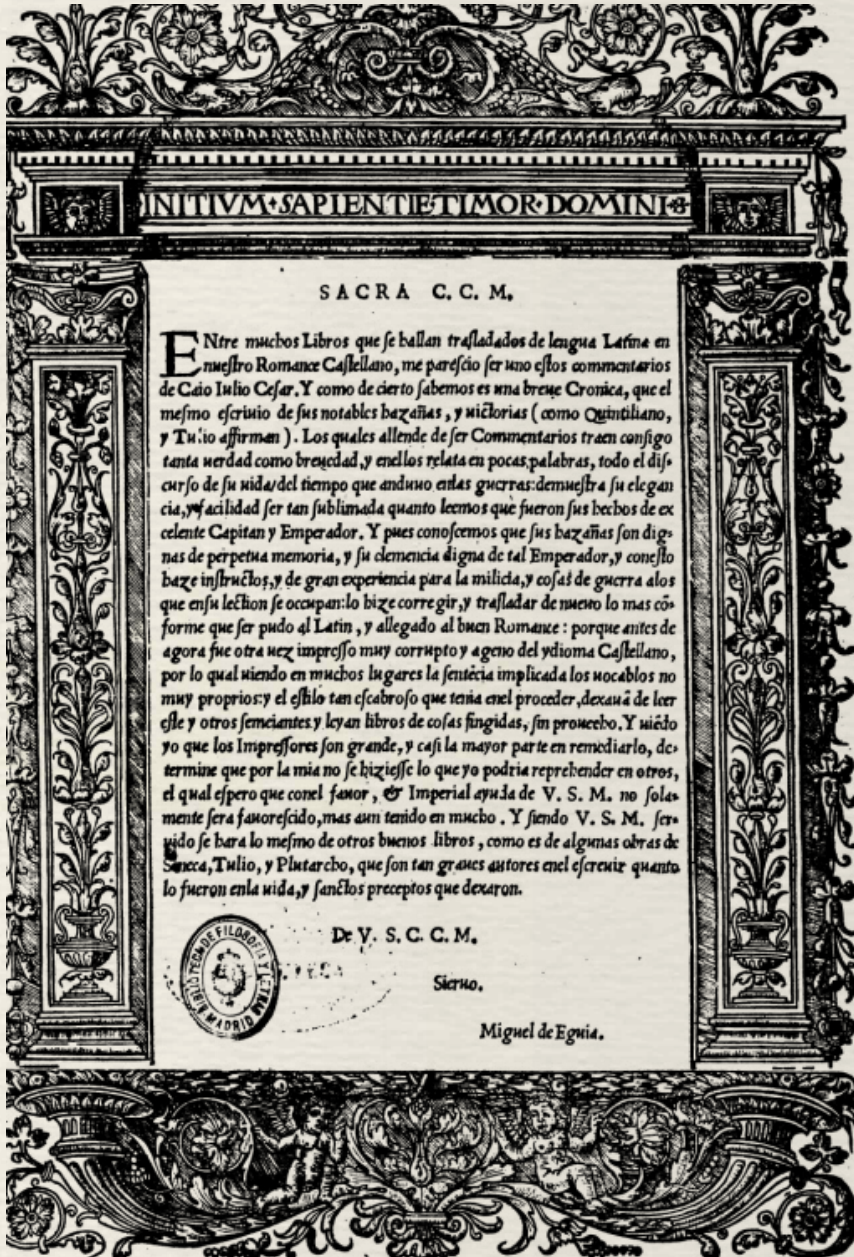 INITIVM·SAPIENTIE:TIMOR·DOMINI
SACRA C. C. M.
ENtre muchos Libros que ſe hallan traſladados de lengua Latina en
nueſtro Romance Caſtellano, me pareſcio ſer uno eſtos commentarios
de Caio Iulio Ceſar. Y como de cierto ſabemos es una breue Cronica, que el
meſmo eſcriuio de ſus notables hazañas, y uictorias ( como Quintiliano,
y Tulio affirman ). Los quales allende de ſer Commentarios traen conſigo
tanta uerdad como breuedad, y enellos relata en pocas palabras, todo el diſ-
curſo de ſu uida/del tiempo que anduuo enlas guerras: demueſtra ſu elegan
cia, y facilidad ſer tan ſublimada quanto leemos que fueron ſus hechos de ex
celente Capitan y Emperador. Y pues conoſcemos que ſus hazañas ſon dig-
nas de perpetua memoria, y ſu clemencia digna de tal Emperador, y coneſto
haze inſtructos, y de gran experiencia para la milicia, y coſas de guerra alos
que enſu lection ſe occupan: lo hize corregir, y traſladar de nueuo lo mas cõ-
forme que ſer pudo al Latin, y allegado al buen Romance : porque antes de
agora fue otra uez impreſſo muy corrupto y ageno del ydioma Caſtellano,
por lo qual uiendo en muchos lugares la ſentẽcia implicada los uocablos no
muy proprios: y el eſtilo tan eſcabroſo que tenia enel proceder, dexauã de leer
eſte y otros ſemeiantes y leyan libros de coſas fingidas, ſin prouecho. Y uiẽdo
yo que los Impreſſores ſon grande, y caſi la mayor parte en remediarlo, de-
termine que por la mia no ſe hizieſſe lo que yo podria reprehender en otros,
el qual eſpero que conel fauor, & Imperial ayuda de V. S. M. no ſola-
mente ſera fauoreſcido, mas aun tenido en mucho . Y ſiendo V. S. M. ſer-
uido ſe hara lo meſmo de otros buenos libros, como es de algunas obras de
Seneca, Tulio, y Plutarcho, que ſon tan graues autores enel eſcreuir quanto
lo fueron enla uida, y ſanctos preceptos que dexaron.
De V. S. C. C. M.
Sieruo.
Miguel de Eguia.
BIBLIOTECA DE FILOSOFIA Y LETRAS
MADRID